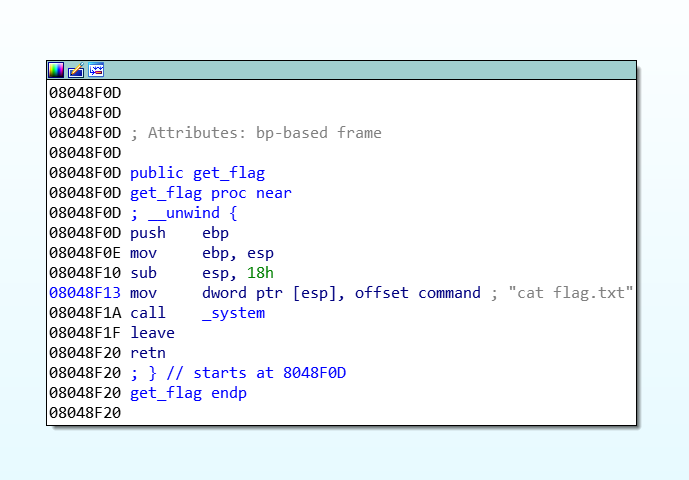 08048F0D
08048F0D
08048F0D ; Attributes: bp-based frame
08048F0D
08048F0D public get_flag
08048F0D get_flag proc near
08048F0D ; __unwind {
08048F0D push    ebp
08048F0E mov     ebp, esp
08048F10 sub     esp, 18h
08048F13 mov     dword ptr [esp], offset command ; "cat flag.txt"
08048F1A call    _system
08048F1F leave
08048F20 retn
08048F20 ; } // starts at 8048F0D
08048F20 get_flag endp
08048F20